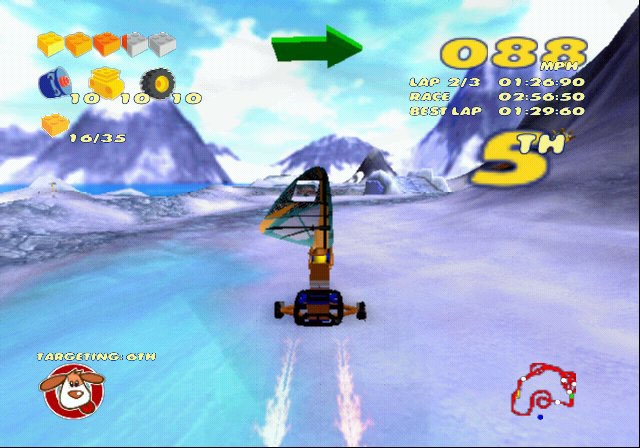 088
MPH
LAP 2/3 01:26:90
RACE 02:56:50
BEST LAP 01:29:60
10 10 10
16/35
5TH
TARGETING: 6TH